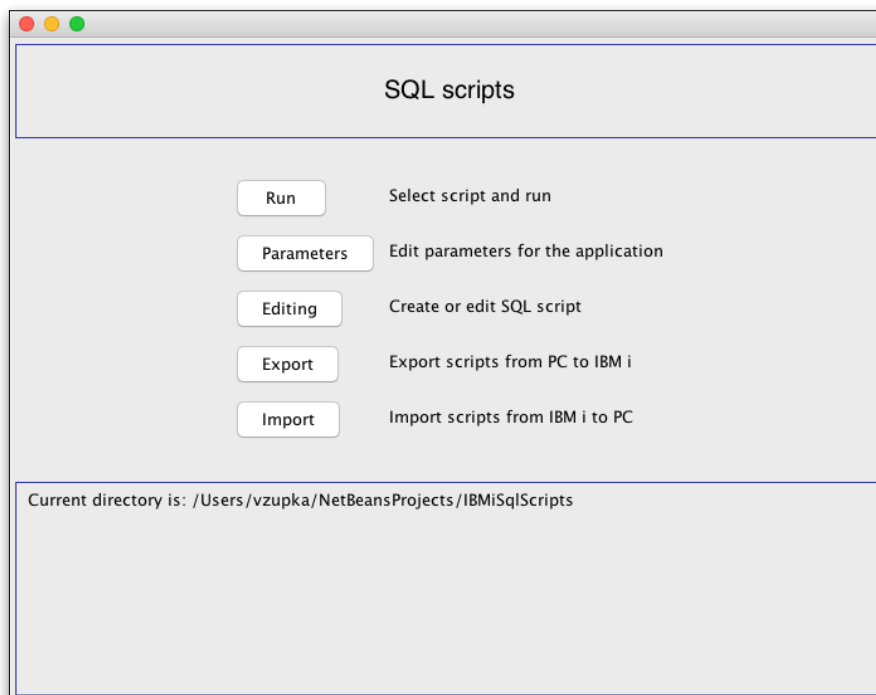 SQL scripts
Run Select script and run
Parameters Edit parameters for the application
Editing Create or edit SQL script
Export Export scripts from PC to IBM i
Import Import scripts from IBM i to PC
Current directory is: /Users/vzupka/NetBeansProjects/IBMiSqlScripts